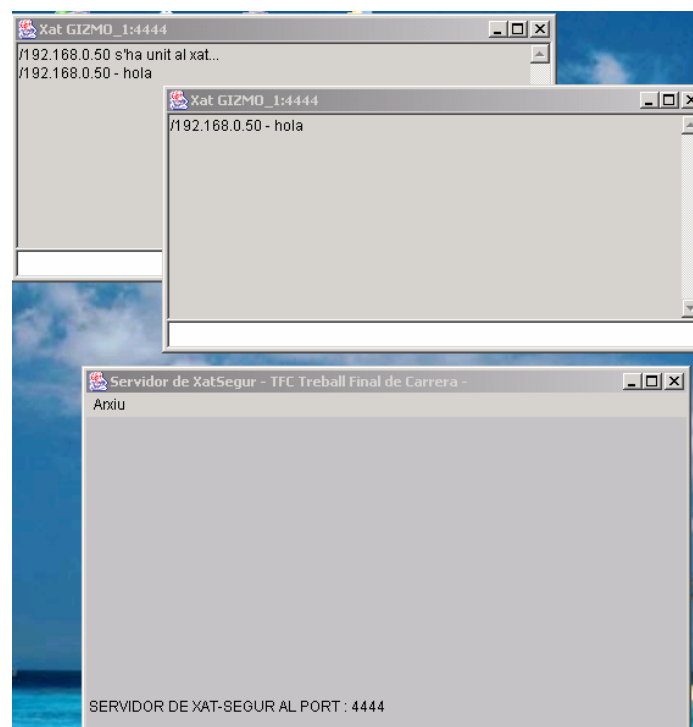 Xat GIZMO_1:4444
/192.168.0.50 s'ha unit al xat...
/192.168.0.50 - hola
Xat GIZMO_1:4444
/192.168.0.50 - hola
Servidor de XatSegur - TFC Treball Final de Carrera -
Arxiu
SERVIDOR DE XAT-SEGUR AL PORT : 4444